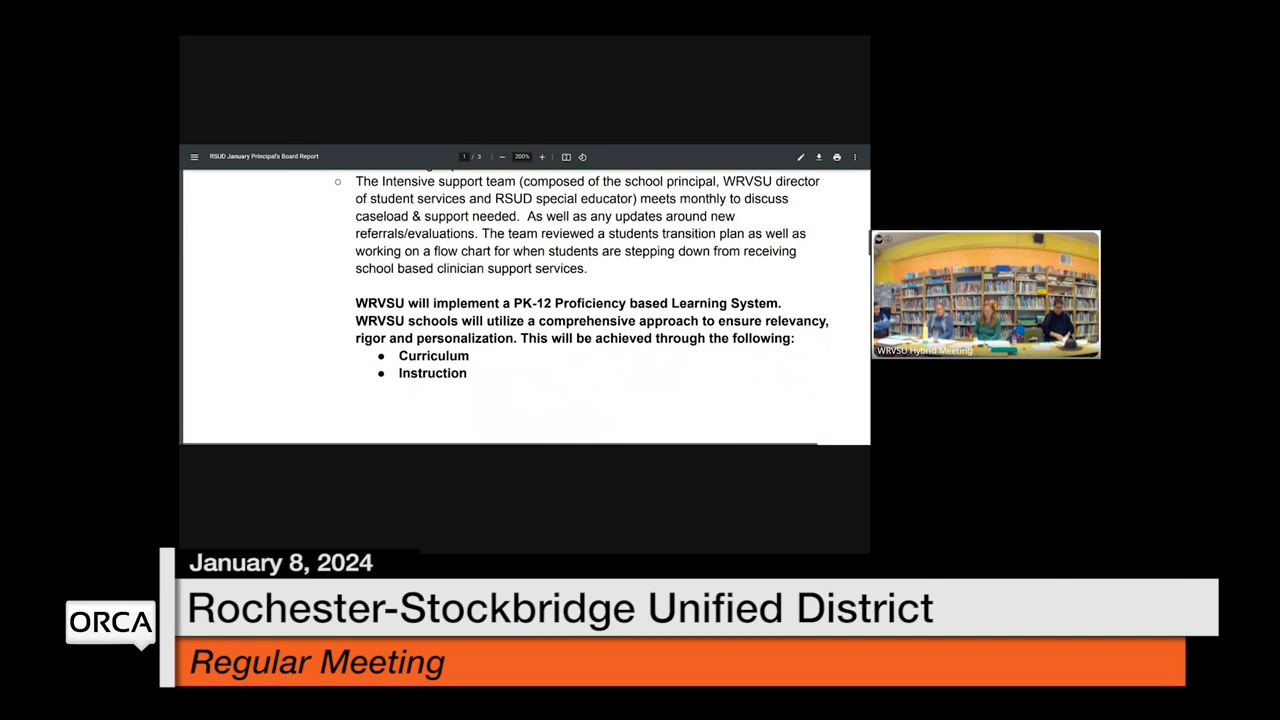 RSUD January Principal's Board Report
1 / 3
200%
The Intensive support team (composed of the school principal, WRVSU director
of student services and RSUD special educator) meets monthly to discuss
caseload & support needed. As well as any updates around new
referrals/evaluations. The team reviewed a students transition plan as well as
working on a flow chart for when students are stepping down from receiving
school based clinician support services.
WRVSU will implement a PK-12 Proficiency based Learning System.
WRVSU schools will utilize a comprehensive approach to ensure relevancy,
rigor and personalization. This will be achieved through the following:
● Curriculum
● Instruction
WRVSU Hybrid Meeting
January 8, 2024
ORCA
Rochester-Stockbridge Unified District
Regular Meeting